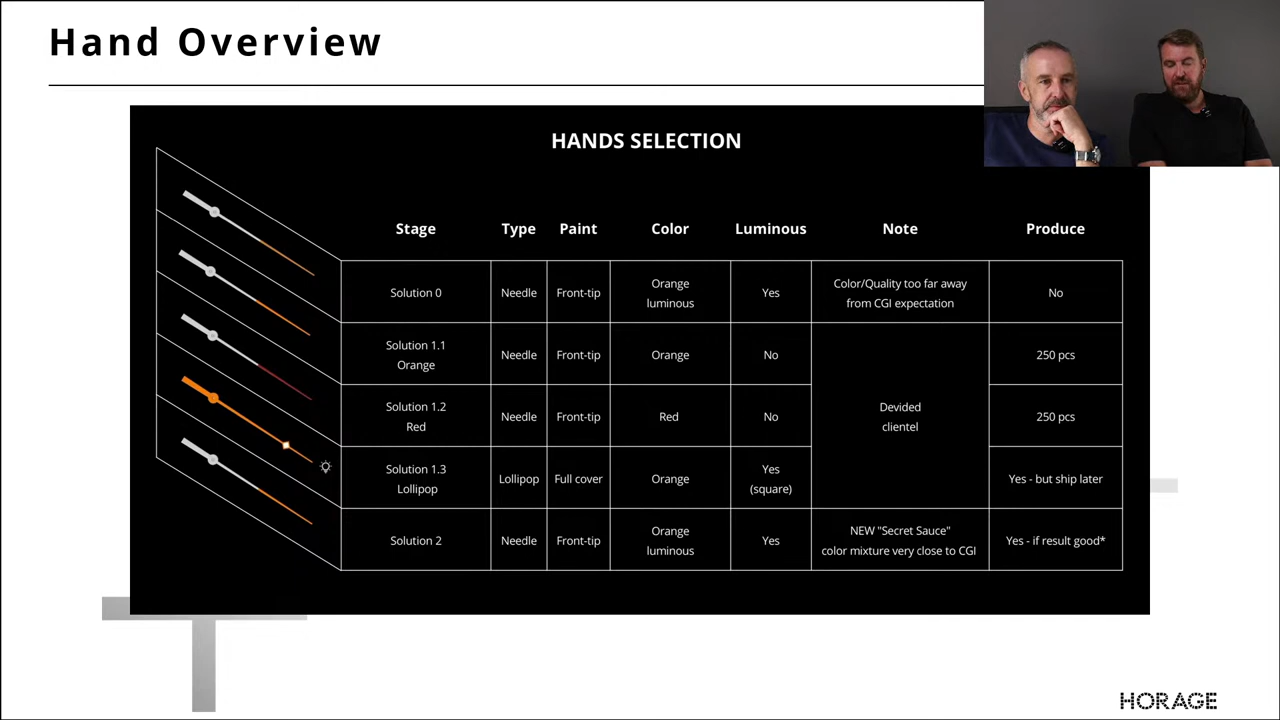 Hand Overview
HANDS SELECTION
Stage Type Paint Color Luminous Note Produce
Solution 0 Needle Front-tip Orange luminous Yes Color/Quality too far away from CGI expectation No
Solution 1.1 Orange Needle Front-tip Orange No 250 pcs
Solution 1.2 Red Needle Front-tip Red No Devided clientel 250 pcs
Solution 1.3 Lollipop Lollipop Full cover Orange Yes (square) Yes - but ship later
Solution 2 Needle Front-tip Orange luminous Yes NEW "Secret Sauce" color mixture very close to CGI Yes - if result good*
HORAGE